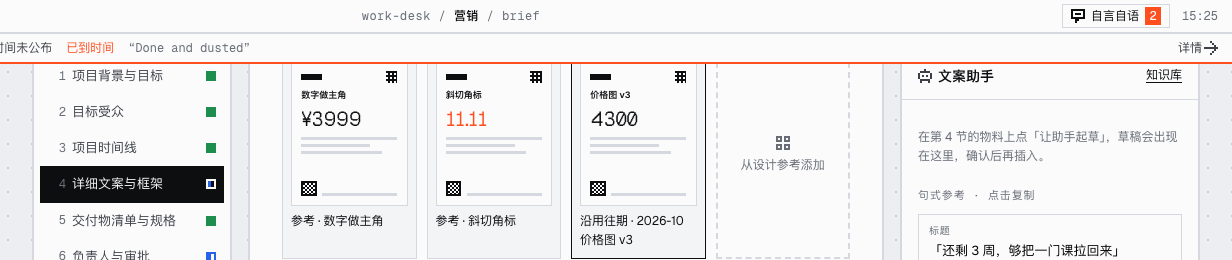 work-desk / 营销 / brief
自言自语 2
15:25
时间未公布 已到时间 “Done and dusted”
详情
1 项目背景与目标
2 目标受众
3 项目时间线
4 详细文案与框架
5 交付物清单与规格
6 负责人与审批
数字做主角
¥3999
参考 · 数字做主角
斜切角标
11.11
参考 · 斜切角标
价格图 v3
4300
沿用往期 · 2026-10
价格图 v3
从设计参考添加
文案助手
知识库
在第 4 节的物料上点「让助手起草」，草稿会出现
在这里，确认后再插入。
句式参考 · 点击复制
标题
「还剩 3 周，够把一门课拉回来」